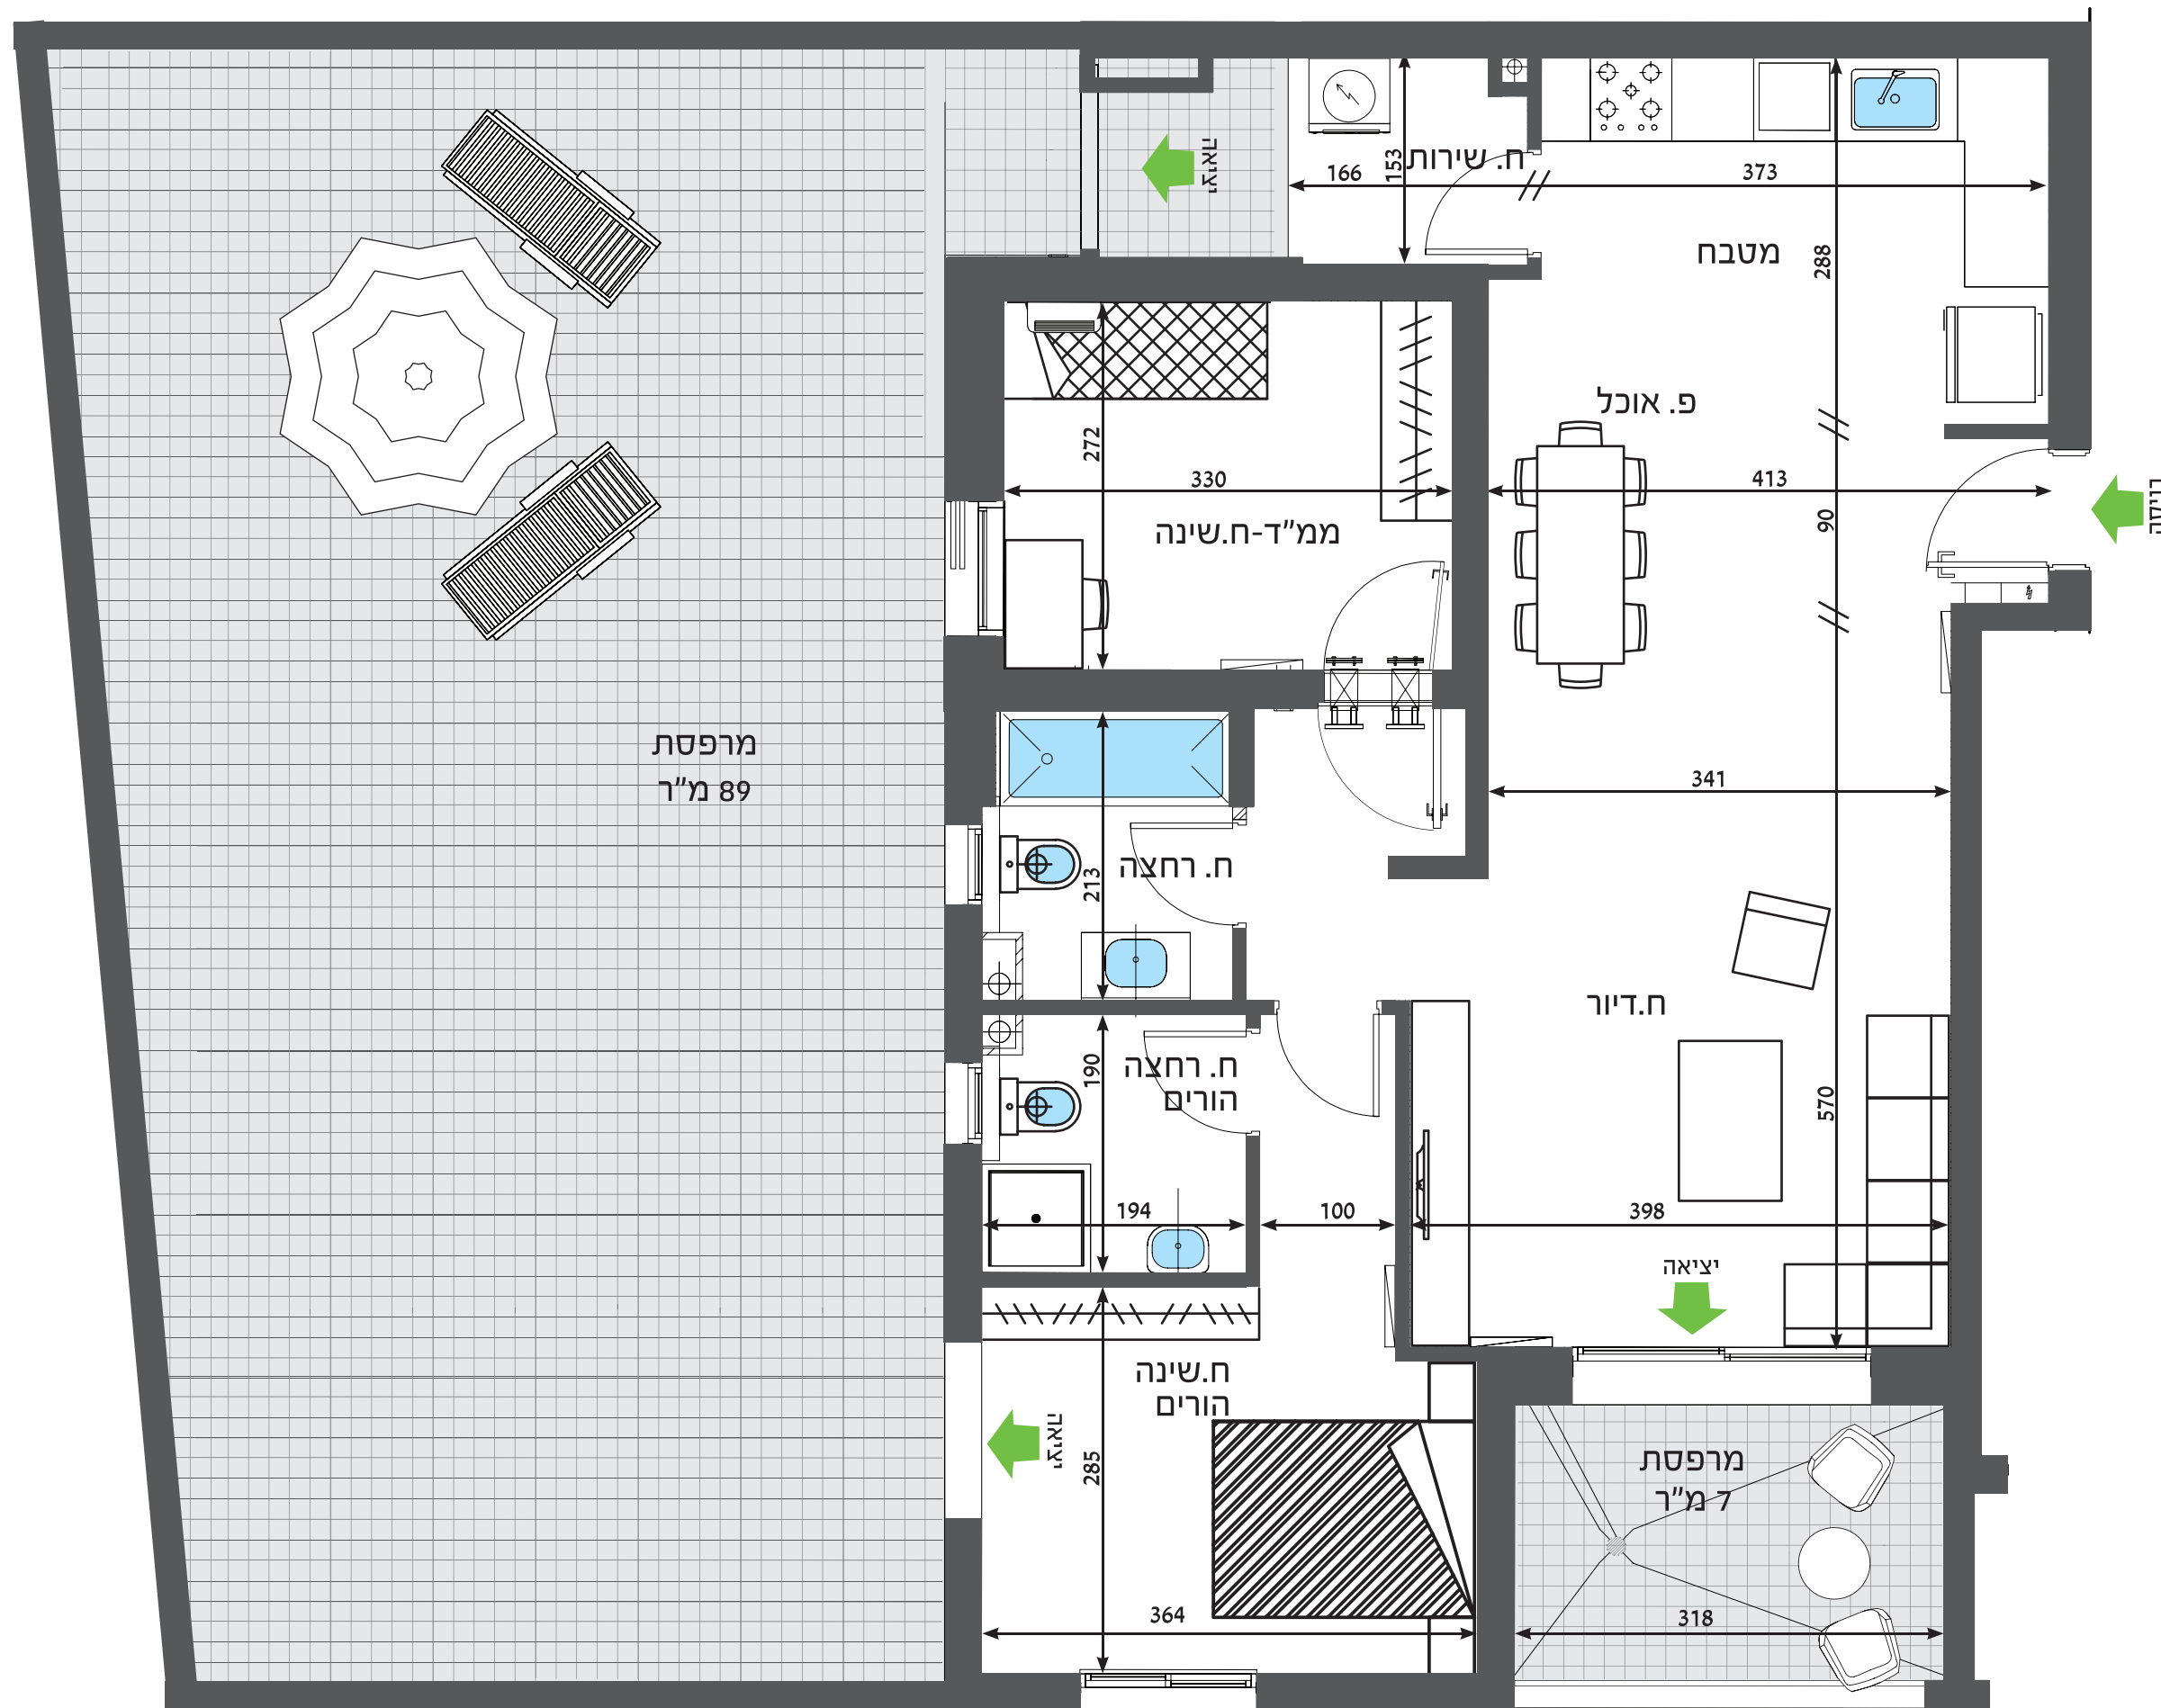 יציאה
ח. שירות
166
153
373
מטבח
288
פ. אוכל
272
330
413
90
כניסה
ממ"ד-ח.שינה
מרפסת
89 מ"ר
341
ח. רחצה
213
ח.דיור
ח. רחצה
הורים
190
570
194
100
398
יציאה
ח.שינה
הורים
יציאה
285
מרפסת
7 מ"ר
364
318